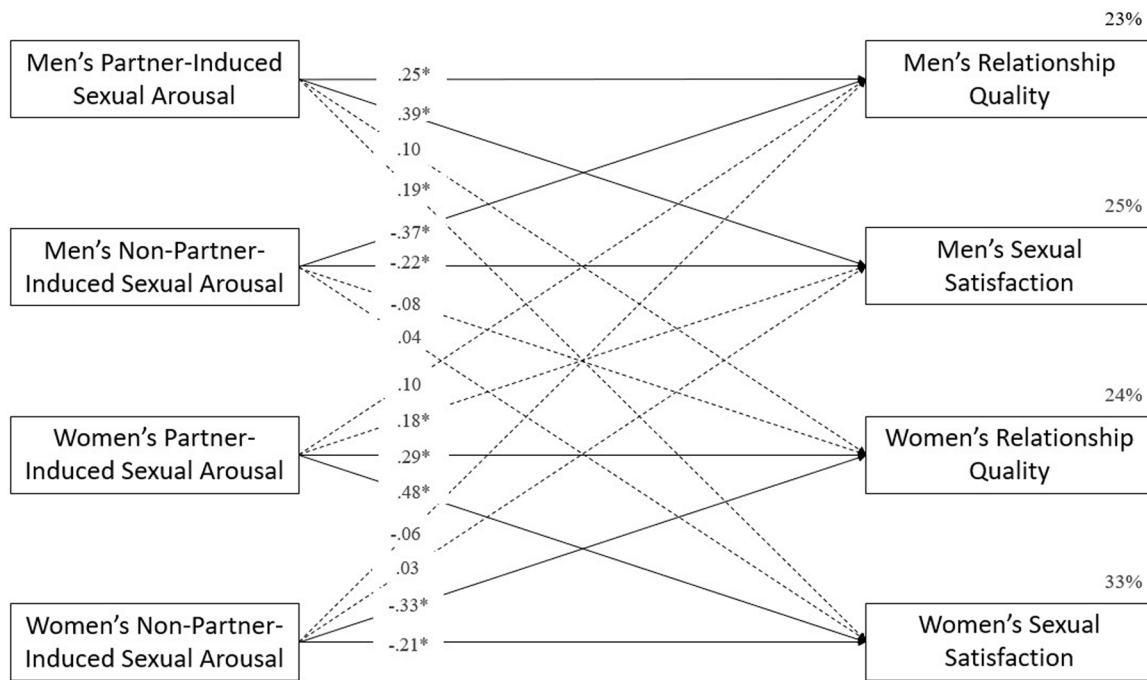 23%
Men's Partner-Induced
Sexual Arousal
.25*
.39*
.10
.19*
Men's Relationship
Quality
25%
Men's Non-Partner-
Induced Sexual Arousal
-.37*
-.22*
-.08
.04
Men's Sexual
Satisfaction
24%
Women's Partner-
Induced Sexual Arousal
.10
.18*
.29*
.48*
Women's Relationship
Quality
33%
Women's Non-Partner-
Induced Sexual Arousal
-.06
.03
-.33*
-.21*
Women's Sexual
Satisfaction